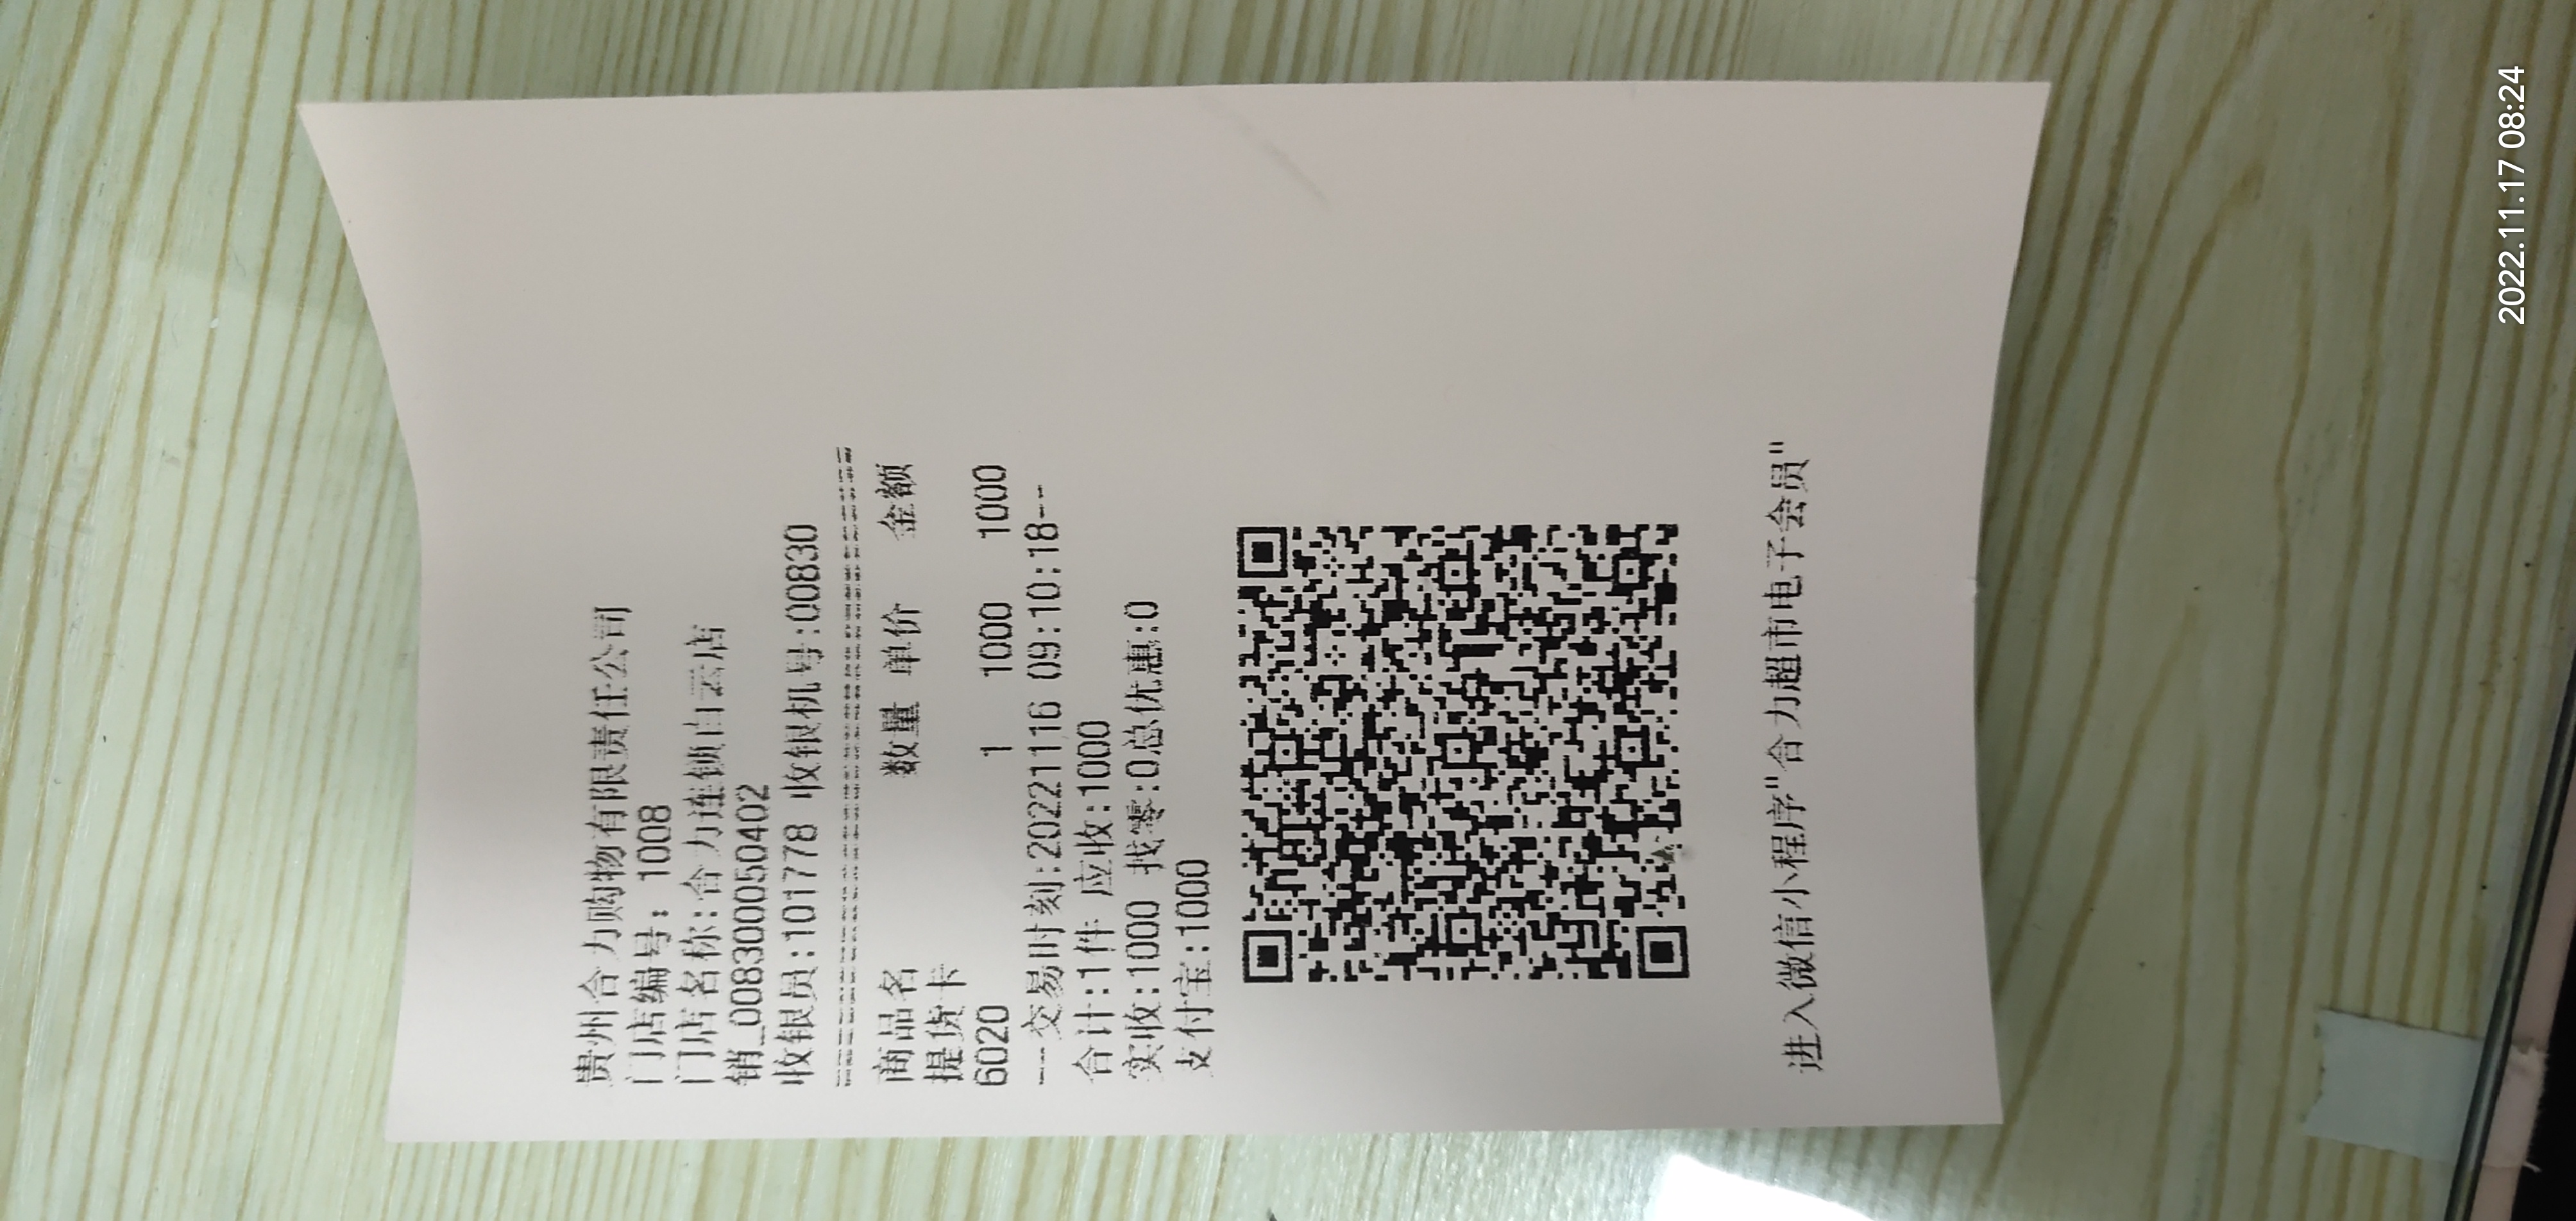 贵州合力购物有限责任公司
门店编号: 1008
门店名称:合力连锁白云店
销_0083000050402
收银员:101778 收银机号:00830
================================
商品名 数量 单价 金额
提货卡
6020 1 1000 1000
--交易时刻:20221116 09:10:18--
合计:1件 应收:1000
实收:1000 找零:0总优惠:0
支付宝:1000
进入微信小程序"合力超市电子会员"
2022.11.17 08:24